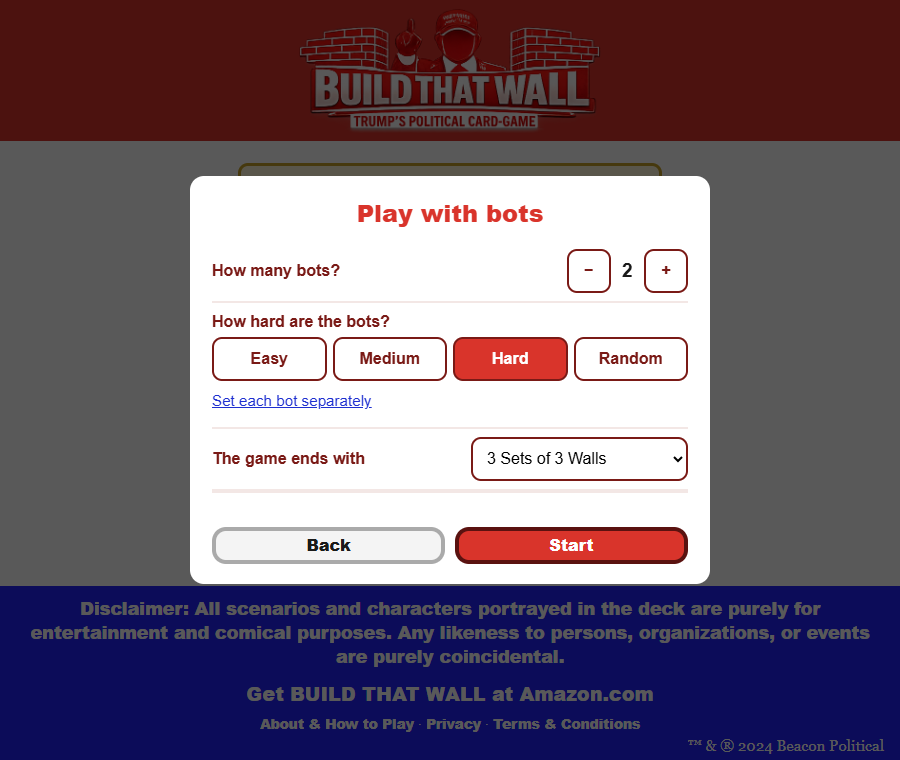 BUILD THAT WALL
TRUMP'S POLITICAL CARD-GAME
Play with bots
How many bots?
− 2 +
How hard are the bots?
Easy Medium Hard Random
Set each bot separately
The game ends with 3 Sets of 3 Walls
Back Start
Disclaimer: All scenarios and characters portrayed in the deck are purely for
entertainment and comical purposes. Any likeness to persons, organizations, or events
are purely coincidental.
Get BUILD THAT WALL at Amazon.com
About & How to Play · Privacy · Terms & Conditions
™ & ® 2024 Beacon Political